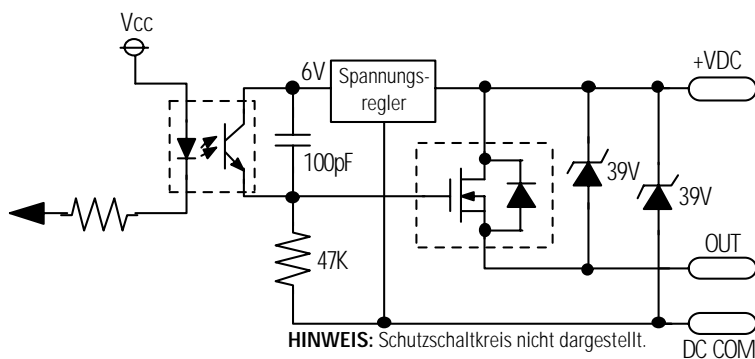 Vcc
+VDC
6V
Spannungs-
regler
100pF
39V
39V
47K
OUT
HINWEIS: Schutzschaltkreis nicht dargestellt.
DC COM